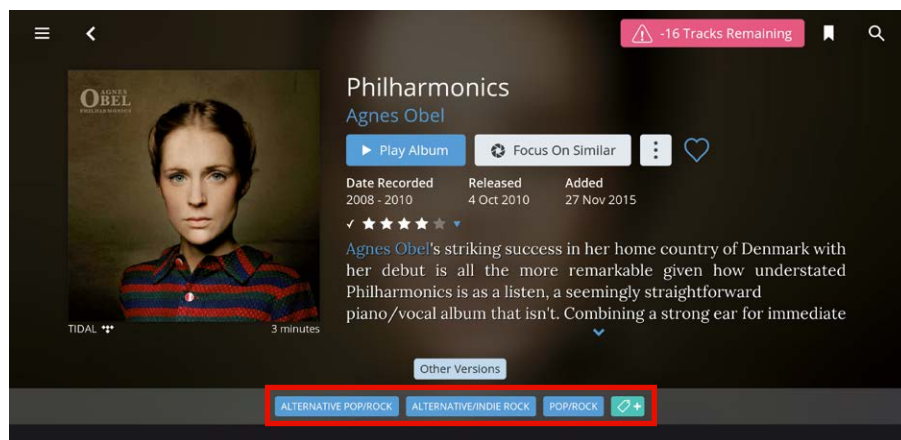 -16 Tracks Remaining
AGNES
OBEL
PHILHARMONICS
Philharmonics
Agnes Obel
Play Album
Focus On Similar
Date Recorded
Released
Added
2008 - 2010
4 Oct 2010
27 Nov 2015
Agnes Obel's striking success in her home country of Denmark with
her debut is all the more remarkable given how understated
Philharmonics is as a listen, a seemingly straightforward
piano/vocal album that isn't. Combining a strong ear for immediate
TIDAL
3 minutes
Other Versions
ALTERNATIVE POP/ROCK
ALTERNATIVE/INDIE ROCK
POP/ROCK